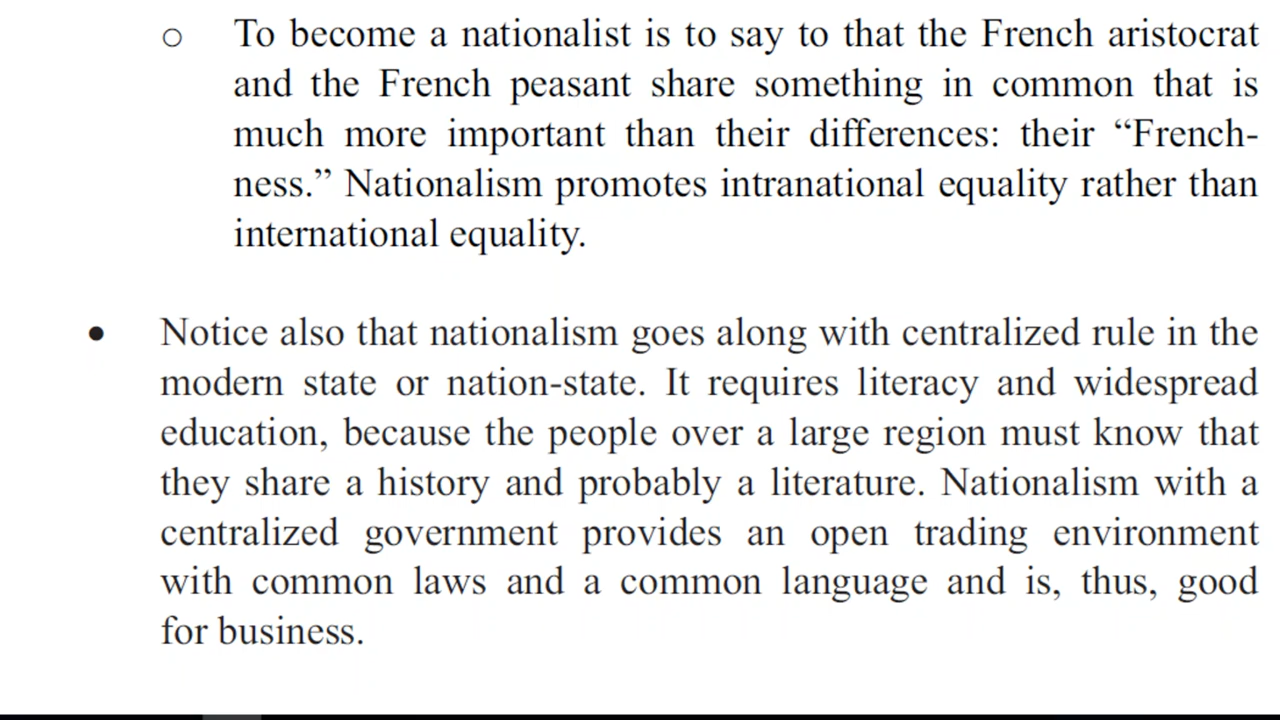 ○ To become a nationalist is to say to that the French aristocrat
and the French peasant share something in common that is
much more important than their differences: their “French-
ness.” Nationalism promotes intranational equality rather than
international equality.
● Notice also that nationalism goes along with centralized rule in the
modern state or nation-state. It requires literacy and widespread
education, because the people over a large region must know that
they share a history and probably a literature. Nationalism with a
centralized government provides an open trading environment
with common laws and a common language and is, thus, good
for business.